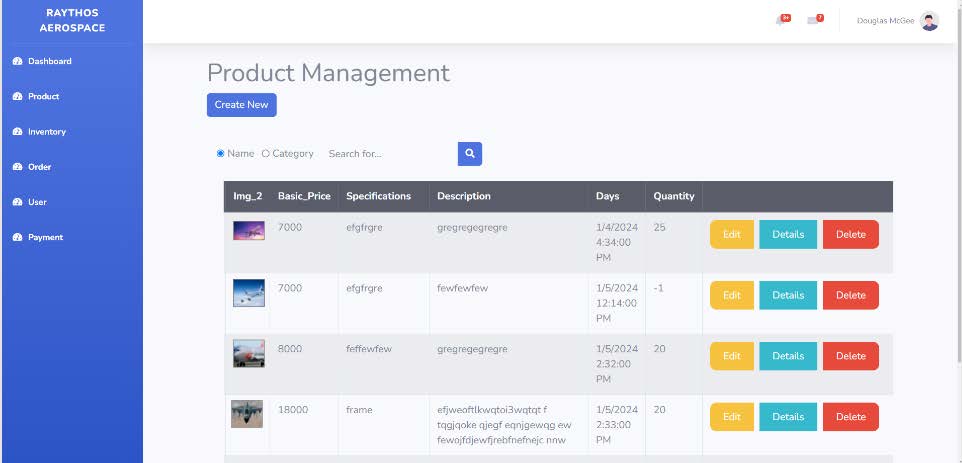 RAYTHOS
AEROSPACE
3+
7
Douglas McGee
Dashboard
Product
Inventory
Order
User
Payment
Product Management
Create New
Name Category Search for...
Img_2 Basic_Price Specifications Description Days Quantity
7000 efgfrgre gregregegregre 1/4/2024 25 Edit Details Delete
4:34:00
PM
7000 efgfrgre fewfewfew 1/5/2024 -1 Edit Details Delete
12:14:00
PM
8000 feffewfew gregregegregre 1/5/2024 20 Edit Details Delete
2:32:00
PM
18000 frame efjweoftlkwqtoi3wqtqt f 1/5/2024 20 Edit Details Delete
tqgjqoke qjegf eqnjgewqg ew 2:33:00
fewojfdjewfjrebfnefnejc nnw PM